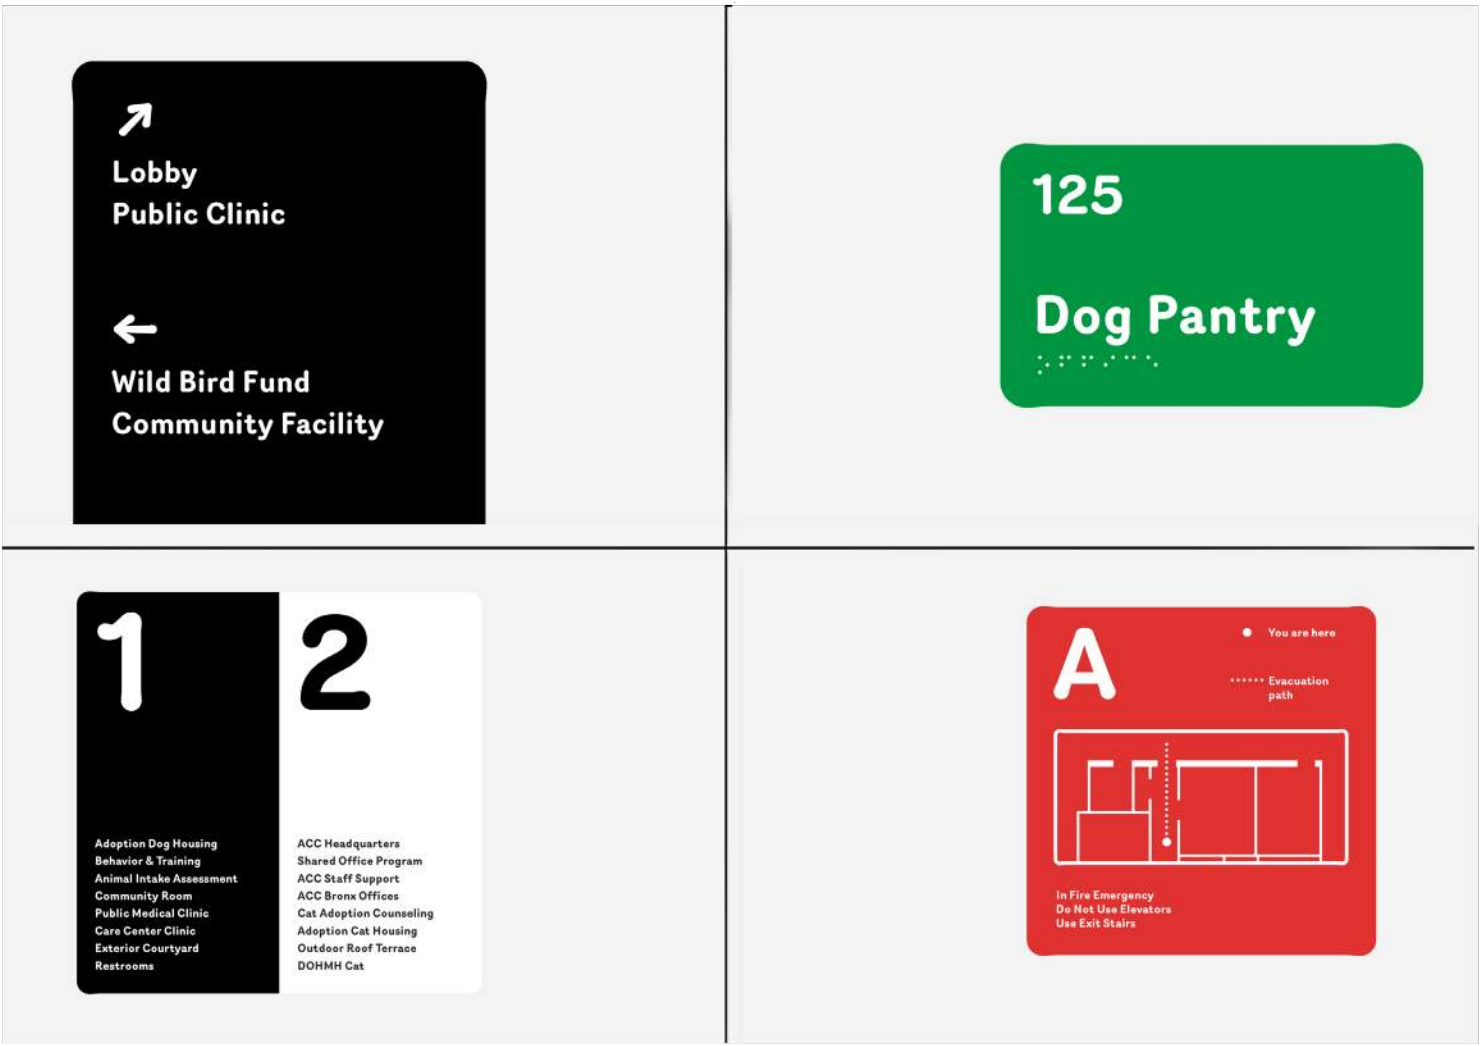 Lobby
Public Clinic
Wild Bird Fund
Community Facility
125
Dog Pantry
1
Adoption Dog Housing
Behavior & Training
Animal Intake Assessment
Community Room
Public Medical Clinic
Care Center Clinic
Exterior Courtyard
Restrooms
2
ACC Headquarters
Shared Office Program
ACC Staff Support
ACC Bronx Offices
Cat Adoption Counseling
Adoption Cat Housing
Outdoor Roof Terrace
DOHMH Cat
A
You are here
Evacuation
path
In Fire Emergency
Do Not Use Elevators
Use Exit Stairs